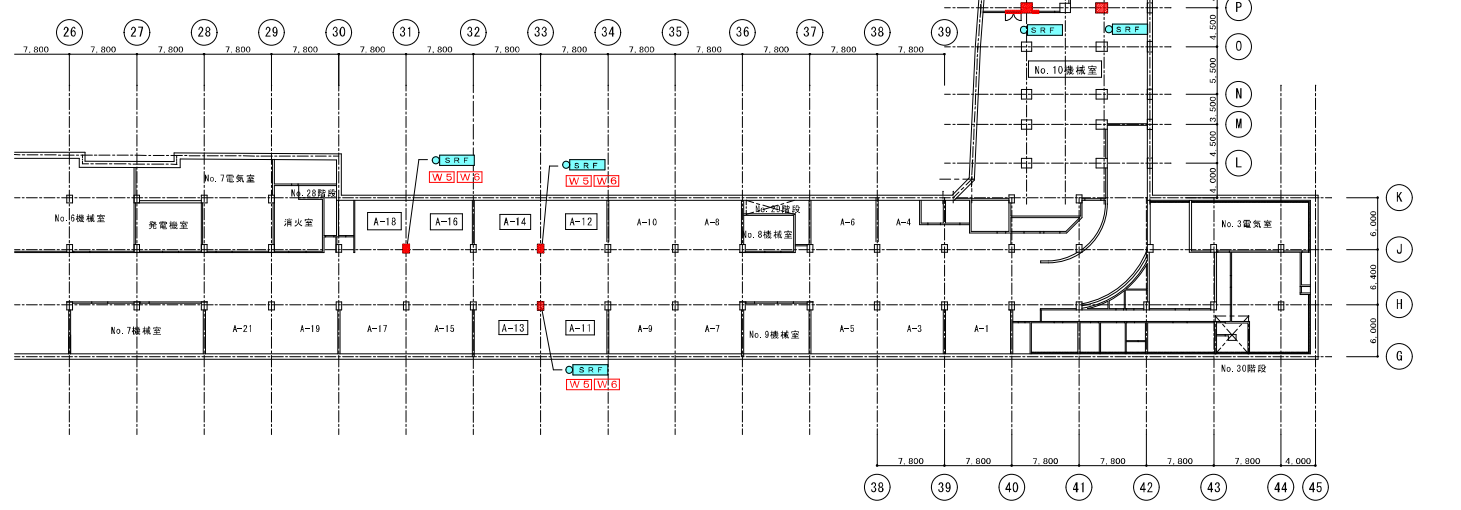 P
26 27 28 29 30 31 32 33 34 35 36 37 38 39
4,500
SRF SRF
O
7,800 7,800 7,800 7,800 7,800 7,800 7,800 7,800 7,800 7,800 7,800 7,800 7,800 7,800
No.10機械室
5,500
N
3,500
M
4,500
L
4,000
SRF SRF
W5 W6 W5 W6
No.7電気室
No.28階段
K
No.6機械室 発電機室 消火室 A-18 A-16 A-14 A-12 A-10 A-8 No.29階段 A-6 A-4 No.3電気室
No.8機械室
6,000
J
6,400
H
No.7機械室 A-21 A-19 A-17 A-15 A-13 A-11 A-9 A-7 No.9機械室 A-5 A-3 A-1
6,000
G
SRF
W5 W6
No.30階段
7,800 7,800 7,800 7,800 7,800 7,800 4,000
38 39 40 41 42 43 44 45